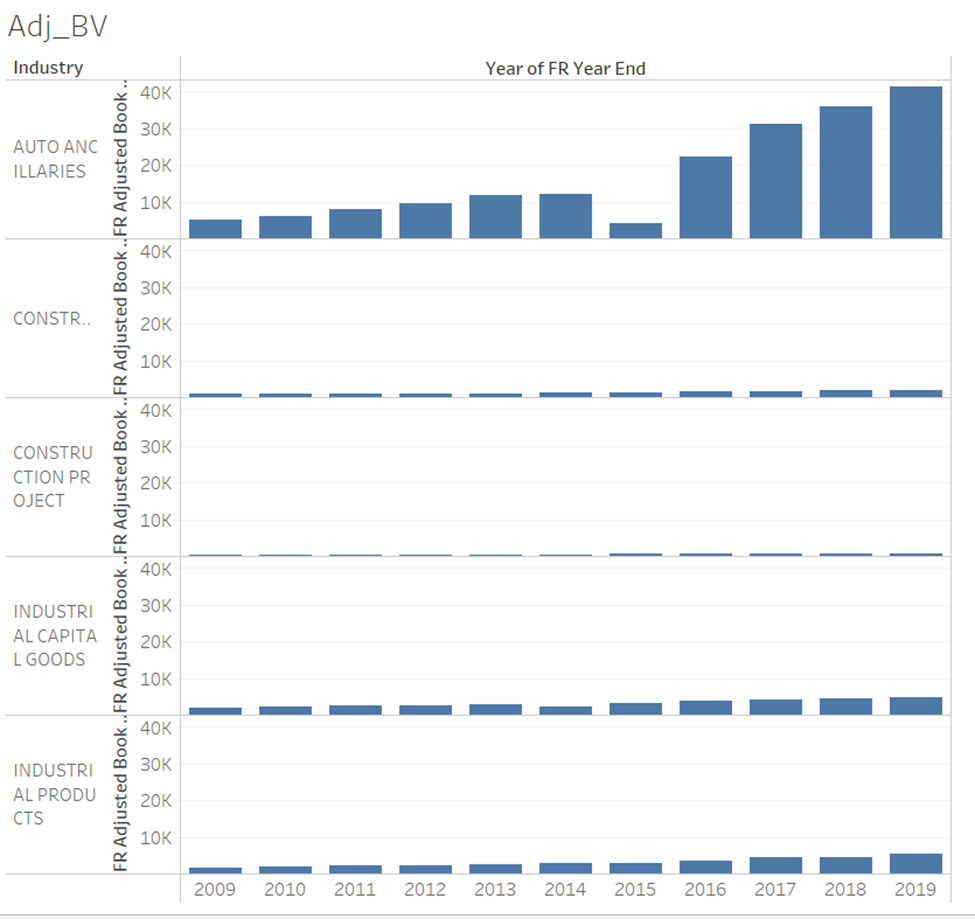 Adj_BV
Industry
Year of FR Year End
AUTO ANC
ILLARIES
FR Adjusted Book ..
40K
30K
20K
10K
CONSTR..
FR Adjusted Book ..
40K
30K
20K
10K
CONSTRU
CTION PR
OJECT
FR Adjusted Book ..
40K
30K
20K
10K
INDUSTRI
AL CAPITA
L GOODS
FR Adjusted Book ..
40K
30K
20K
10K
INDUSTRI
AL PRODU
CTS
FR Adjusted Book ..
40K
30K
20K
10K
2009 2010 2011 2012 2013 2014 2015 2016 2017 2018 2019